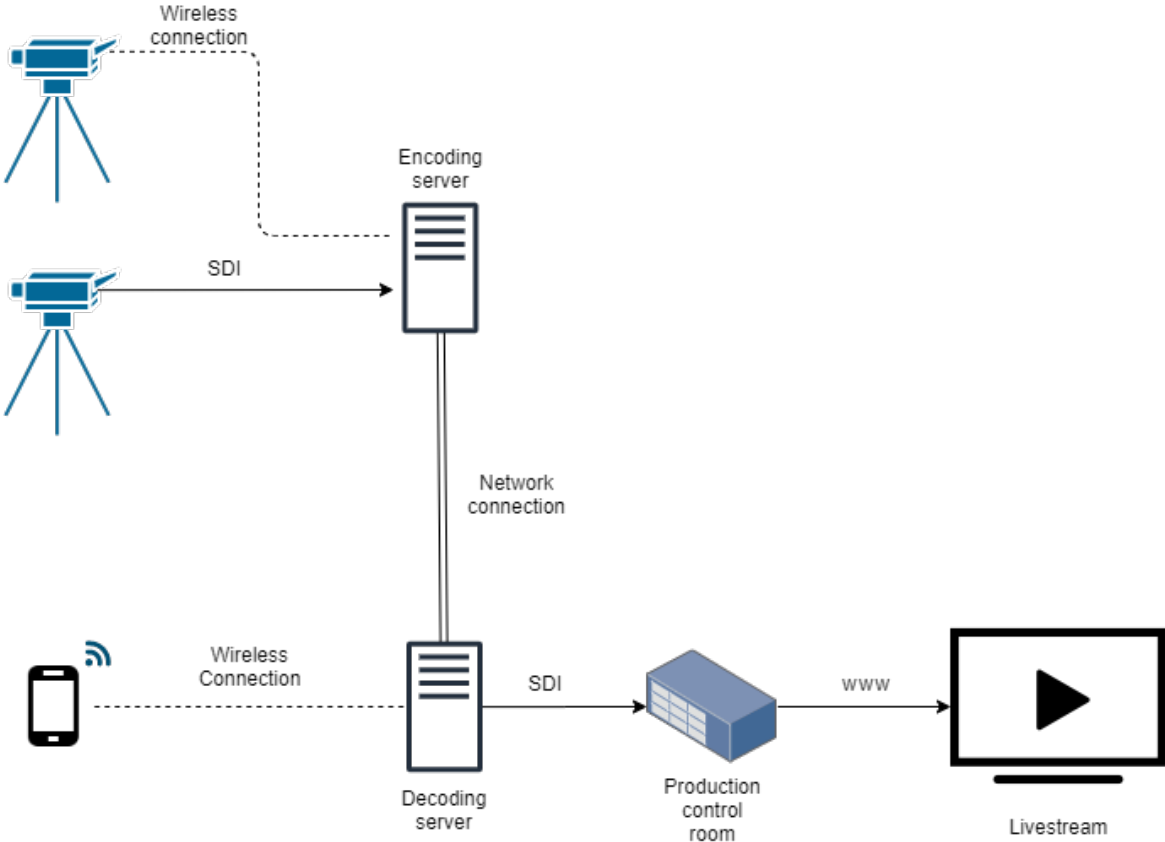 Wireless
connection
Encoding
server
SDI
Network
connection
Wireless
Connection
SDI
www
Decoding
server
Production
control
room
Livestream